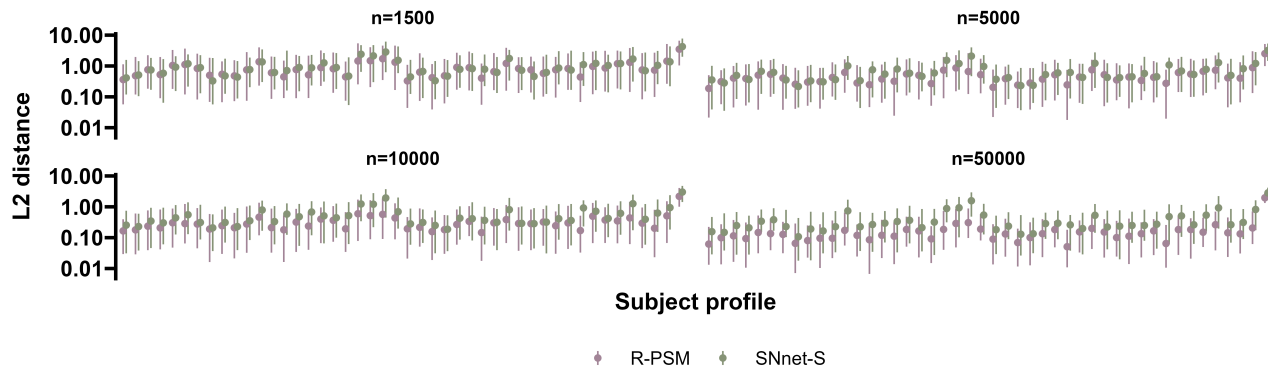 n=1500
n=5000
10.00
1.00
0.10
0.01
n=10000
n=50000
10.00
1.00
0.10
0.01
L2 distance
Subject profile
R-PSM
SNnet-S